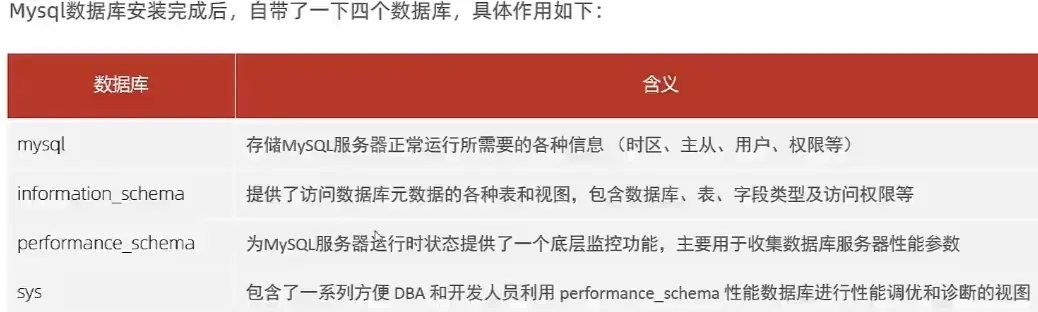 Mysql数据库安装完成后，自带了一下四个数据库，具体作用如下：
数据库 含义
mysql 存储MySQL服务器正常运行所需要的各种信息 （时区、主从、用户、权限等）
information_schema 提供了访问数据库元数据的各种表和视图，包含数据库、表、字段类型及访问权限等
performance_schema 为MySQL服务器运行时状态提供了一个底层监控功能，主要用于收集数据库服务器性能参数
sys 包含了一系列方便 DBA 和开发人员利用 performance_schema 性能数据库进行性能调优和诊断的视图